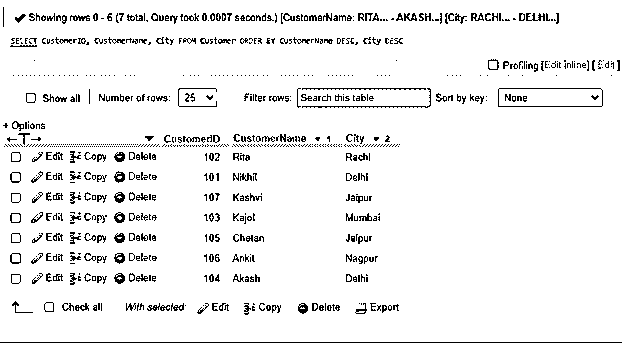 Showing rows 0 - 6 (7 total, Query took 0.0007 seconds.) [CustomerName: RITA... - AKASH...] [City: RACHI... - DELHI...]
SELECT CustomerID, CustomerName, City FROM Customer ORDER BY CustomerName DESC, City DESC
Profiling [Edit inline] [ Edit ]
Show all Number of rows: 25 Filter rows: Search this table Sort by key: None
+ Options
←T→ CustomerID CustomerName 1 City 2
Edit Copy Delete 102 Rita Rachi
Edit Copy Delete 101 Nikhil Delhi
Edit Copy Delete 107 Kashvi Jaipur
Edit Copy Delete 103 Kajol Mumbai
Edit Copy Delete 105 Chetan Jaipur
Edit Copy Delete 106 Ankit Nagpur
Edit Copy Delete 104 Akash Delhi
Check all With selected: Edit Copy Delete Export